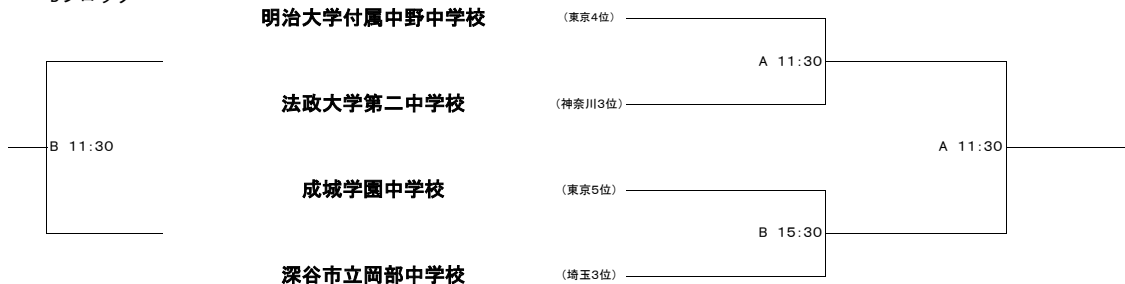 明治大学付属中野中学校 （東京4位）
A 11:30
法政大学第二中学校 （神奈川3位）
B 11:30
A 11:30
成城学園中学校 （東京5位）
B 15:30
深谷市立岡部中学校 （埼玉3位）